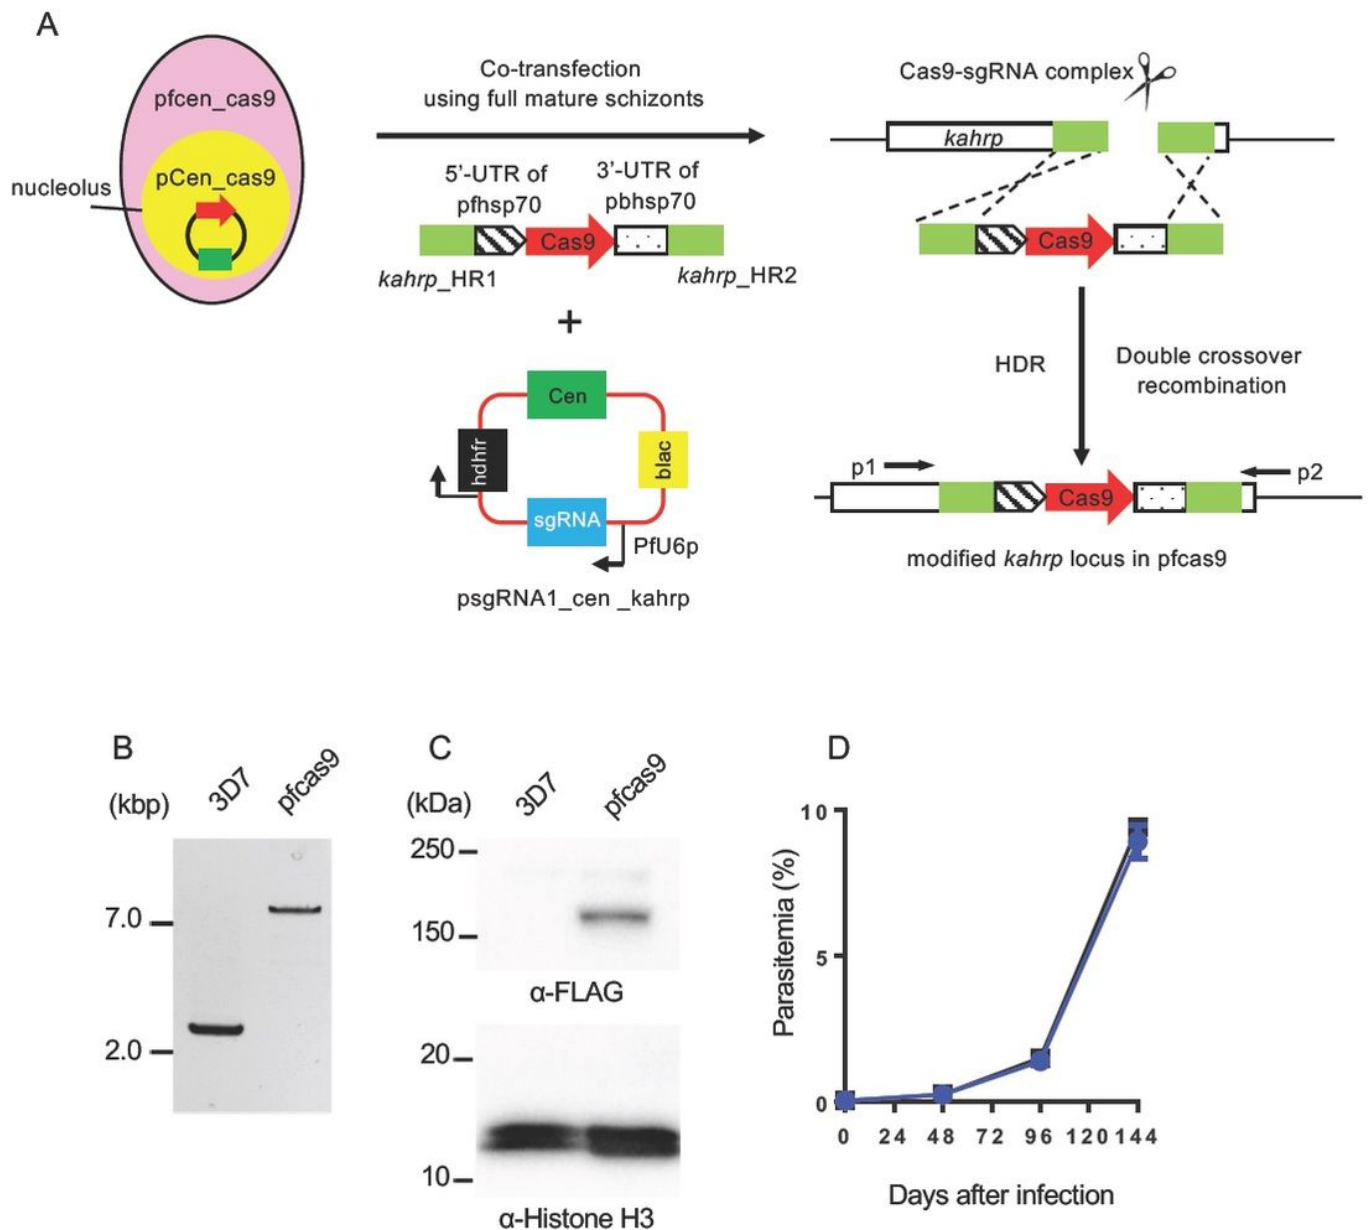 A
pfcen_cas9
pCen_cas9
nucleolus
Co-transfection
using full mature schizonts
5'-UTR of
pfhsp70
3'-UTR of
pbhsp70
Cas9
kahrp_HR1
kahrp_HR2
+
Cen
hdhfr
blac
sgRNA
PfU6p
psgRNA1_cen _kahrp
Cas9-sgRNA complex
kahrp
Cas9
HDR
Double crossover
recombination
p1
p2
Cas9
modified kahrp locus in pfcas9
B
(kbp)
3D7
pfcas9
7.0
2.0
C
(kDa)
3D7
pfcas9
250
150
α-FLAG
20
10
α-Histone H3
D
Parasitemia (%)
10
5
0
0 24 48 72 96 120 144
Days after infection